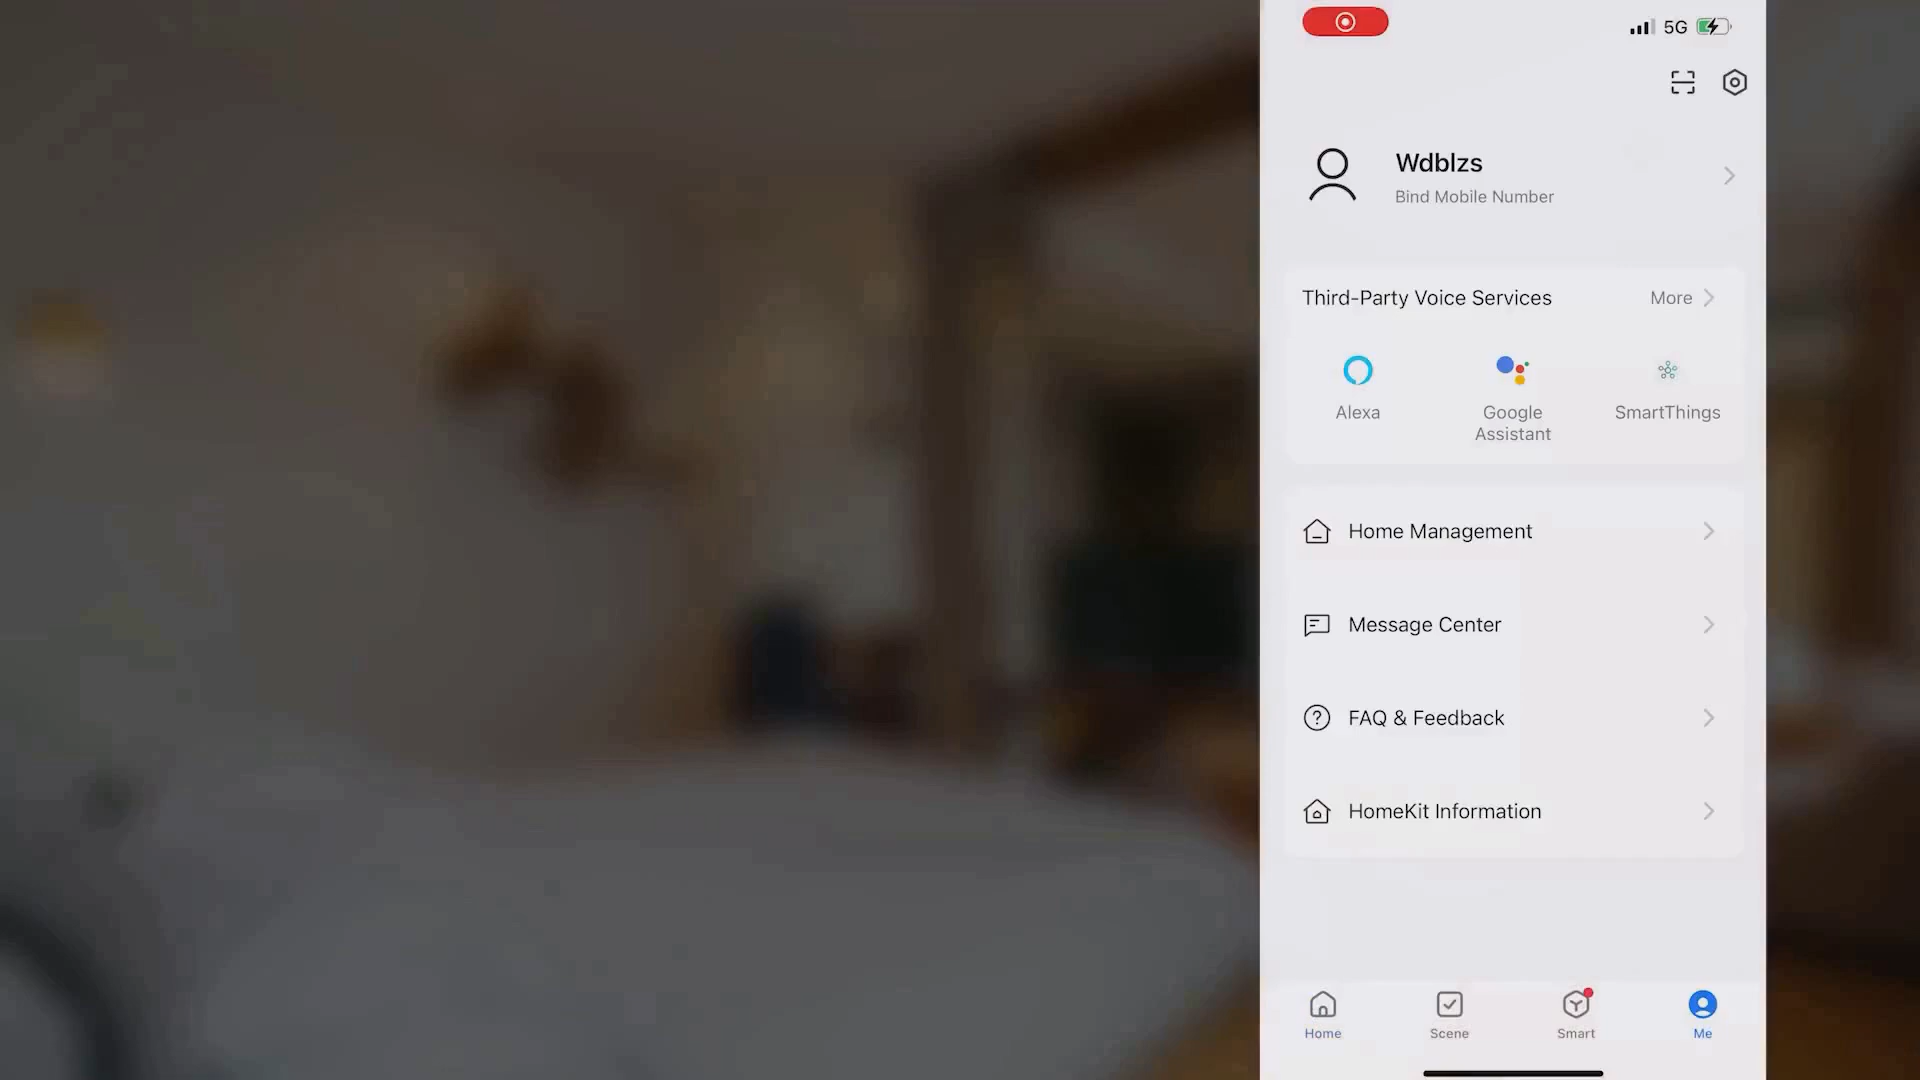 5G
Wdblzs
Bind Mobile Number
Third-Party Voice Services
More
Alexa
Google
Assistant
SmartThings
Home Management
Message Center
FAQ & Feedback
HomeKit Information
Home
Scene
Smart
Me